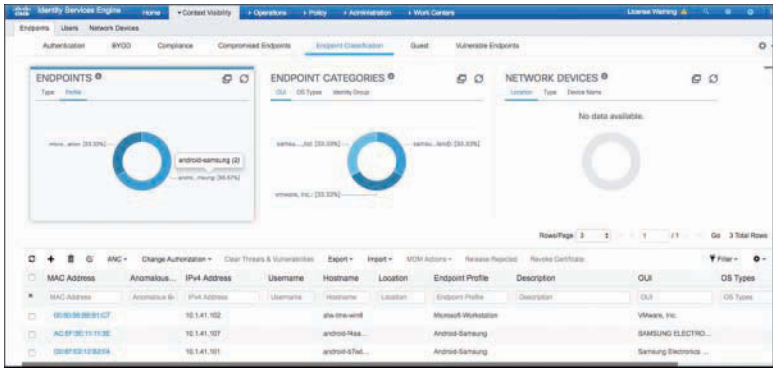 Identity Services Engine Home Context Visibility Operations Policy Administration Work Centers License Warning
Endpoints Users Network Devices
Authentication BYOD Compliance Compromised Endpoints Endpoint Classification Guest Vulnerable Endpoints
ENDPOINTS ENDPOINT CATEGORIES NETWORK DEVICES
Type Profile OUI OS Types Identity Group Location Type Device Name
No data available.
android-samsung (2)
vmware, inc.: [33.33%]
Rows/Page 3 1 /1 Go 3 Total Rows
ANC Change Authorization Clear Threats & Vulnerabilities Export Import MDM Actions Release Rejected Revoke Certificate Filter
MAC Address Anomalous... IPv4 Address Username Hostname Location Endpoint Profile Description OUI OS Types
MAC Address IPv4 Address Username Hostname Location Endpoint Profile Description OUI OS Types
10.1.41.102 Microsoft-Workstation VMware, Inc.
10.1.41.107 Android-Samsung SAMSUNG ELECTRO...
10.1.41.101 Android-Samsung Samsung Electronics ...